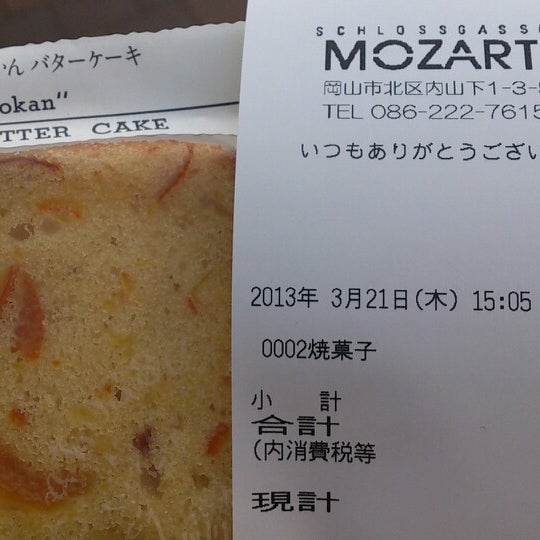 かん バターケーキ
okan"
TTER CAKE
SCHLOSSGASS
MOZART
岡山市北区内山下1-3-
TEL 086-222-7615
いつもありがとうござい
2013年 3月21日(木) 15:05
0002焼菓子
小 計
合計
(内消費税等
現計